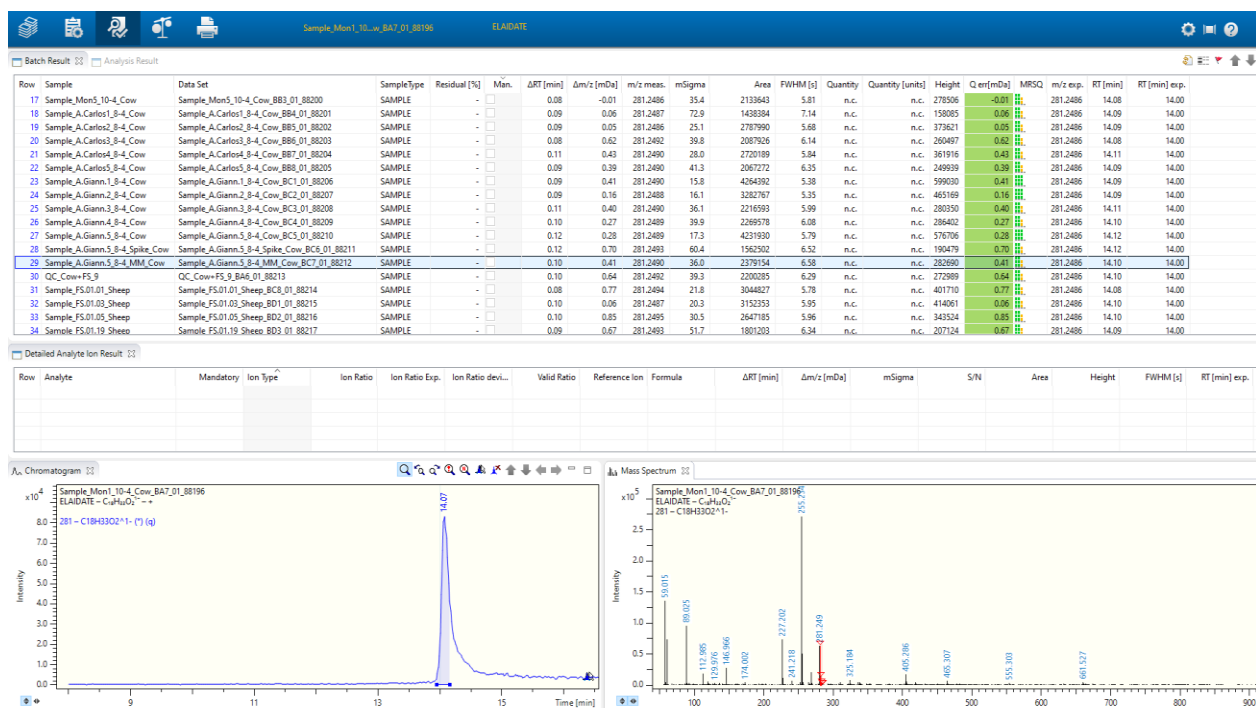 Sample_Mon1_10...w_BA7_01_88196 ELAIDATE
Batch Result Analysis Result
Row Sample Data Set SampleType Residual [%] Man. ΔRT [min] Δm/z [mDa] m/z meas. mSigma Area FWHM [s] Quantity Quantity [units] Height Q err[mDa] MRSQ m/z exp. RT [min] RT [min] exp.
17 Sample_Mon5_10-4_Cow Sample_Mon5_10-4_Cow_BB3_01_88200 SAMPLE - 0.08 -0.01 281.2486 35.4 2133643 5.81 n.c. n.c. 278506 -0.01 281.2486 14.08 14.00
18 Sample_A.Carlos1_8-4_Cow Sample_A.Carlos1_8-4_Cow_BB4_01_88201 SAMPLE - 0.09 0.06 281.2487 72.9 1438384 7.14 n.c. n.c. 158085 0.06 281.2486 14.09 14.00
19 Sample_A.Carlos2_8-4_Cow Sample_A.Carlos2_8-4_Cow_BB5_01_88202 SAMPLE - 0.09 0.05 281.2486 25.1 2787990 5.68 n.c. n.c. 373621 0.05 281.2486 14.09 14.00
20 Sample_A.Carlos3_8-4_Cow Sample_A.Carlos3_8-4_Cow_BB6_01_88203 SAMPLE - 0.08 0.62 281.2492 39.8 2087926 6.14 n.c. n.c. 260497 0.62 281.2486 14.08 14.00
21 Sample_A.Carlos4_8-4_Cow Sample_A.Carlos4_8-4_Cow_BB7_01_88204 SAMPLE - 0.11 0.43 281.2490 28.0 2720189 5.84 n.c. n.c. 361916 0.43 281.2486 14.11 14.00
22 Sample_A.Carlos5_8-4_Cow Sample_A.Carlos5_8-4_Cow_BB8_01_88205 SAMPLE - 0.09 0.39 281.2490 41.3 2067272 6.35 n.c. n.c. 249939 0.39 281.2486 14.09 14.00
23 Sample_A.Giann.1_8-4_Cow Sample_A.Giann.1_8-4_Cow_BC1_01_88206 SAMPLE - 0.09 0.41 281.2490 15.8 4264392 5.38 n.c. n.c. 599030 0.41 281.2486 14.09 14.00
24 Sample_A.Giann.2_8-4_Cow Sample_A.Giann.2_8-4_Cow_BC2_01_88207 SAMPLE - 0.09 0.16 281.2488 16.1 3282767 5.35 n.c. n.c. 465169 0.16 281.2486 14.09 14.00
25 Sample_A.Giann.3_8-4_Cow Sample_A.Giann.3_8-4_Cow_BC3_01_88208 SAMPLE - 0.11 0.40 281.2490 36.1 2216593 5.99 n.c. n.c. 280350 0.40 281.2486 14.11 14.00
26 Sample_A.Giann.4_8-4_Cow Sample_A.Giann.4_8-4_Cow_BC4_01_88209 SAMPLE - 0.10 0.27 281.2489 39.9 2269578 6.08 n.c. n.c. 286402 0.27 281.2486 14.10 14.00
27 Sample_A.Giann.5_8-4_Cow Sample_A.Giann.5_8-4_Cow_BC5_01_88210 SAMPLE - 0.12 0.28 281.2489 17.3 4231930 5.79 n.c. n.c. 576706 0.28 281.2486 14.12 14.00
28 Sample_A.Giann.5_8-4_Spike_Cow Sample_A.Giann.5_8-4_Spike_Cow_BC6_01_88211 SAMPLE - 0.12 0.70 281.2493 60.4 1562502 6.52 n.c. n.c. 190479 0.70 281.2486 14.12 14.00
29 Sample_A.Giann.5_8-4_MM_Cow Sample_A.Giann.5_8-4_MM_Cow_BC7_01_88212 SAMPLE - 0.10 0.41 281.2490 36.0 2379154 6.58 n.c. n.c. 282690 0.41 281.2486 14.10 14.00
30 QC_Cow+FS_9 QC_Cow+FS_9_BA6_01_88213 SAMPLE - 0.10 0.64 281.2492 39.3 2200285 6.29 n.c. n.c. 272989 0.64 281.2486 14.10 14.00
31 Sample_FS.01.01_Sheep Sample_FS.01.01_Sheep_BC8_01_88214 SAMPLE - 0.08 0.77 281.2494 21.8 3044827 5.78 n.c. n.c. 401710 0.77 281.2486 14.08 14.00
32 Sample_FS.01.03_Sheep Sample_FS.01.03_Sheep_BD1_01_88215 SAMPLE - 0.10 0.06 281.2487 20.3 3152353 5.95 n.c. n.c. 414061 0.06 281.2486 14.10 14.00
33 Sample_FS.01.05_Sheep Sample_FS.01.05_Sheep_BD2_01_88216 SAMPLE - 0.10 0.85 281.2495 30.5 2647185 5.96 n.c. n.c. 343524 0.85 281.2486 14.10 14.00
34 Sample_FS.01.19_Sheep Sample_FS.01.19_Sheep_BD3_01_88217 SAMPLE - 0.09 0.67 281.2493 51.7 1801203 6.34 n.c. n.c. 207124 0.67 281.2486 14.09 14.00
Detailed Analyte Ion Result
Row Analyte Mandatory Ion Type Ion Ratio Ion Ratio Exp. Ion Ratio devi... Valid Ratio Reference Ion Formula ΔRT [min] Δm/z [mDa] mSigma S/N Area Height FWHM [s] RT [min] exp.
Chromatogram
x10^4
Sample_Mon1_10-4_Cow_BA7_01_88196
ELAIDATE – C₁₈H₃₃O₂¹⁻ – +
281 – C18H33O2^1- (*) (q)
14.07
Intensity
8.0
7.0
6.0
5.0
4.0
3.0
2.0
1.0
0.0
9 11 13 15 Time [min]
Mass Spectrum
x10^5
Sample_Mon1_10-4_Cow_BA7_01_88196
ELAIDATE – C₁₈H₃₃O₂¹⁻
281 – C18H33O2^1-
Intensity
2.5
2.0
1.5
1.0
0.5
0.0
59.015
89.025
112.985
129.976
146.966
174.002
227.202
241.218
281.249
325.184
405.286
465.307
555.303
661.527
100 200 300 400 500 600 700 800 900